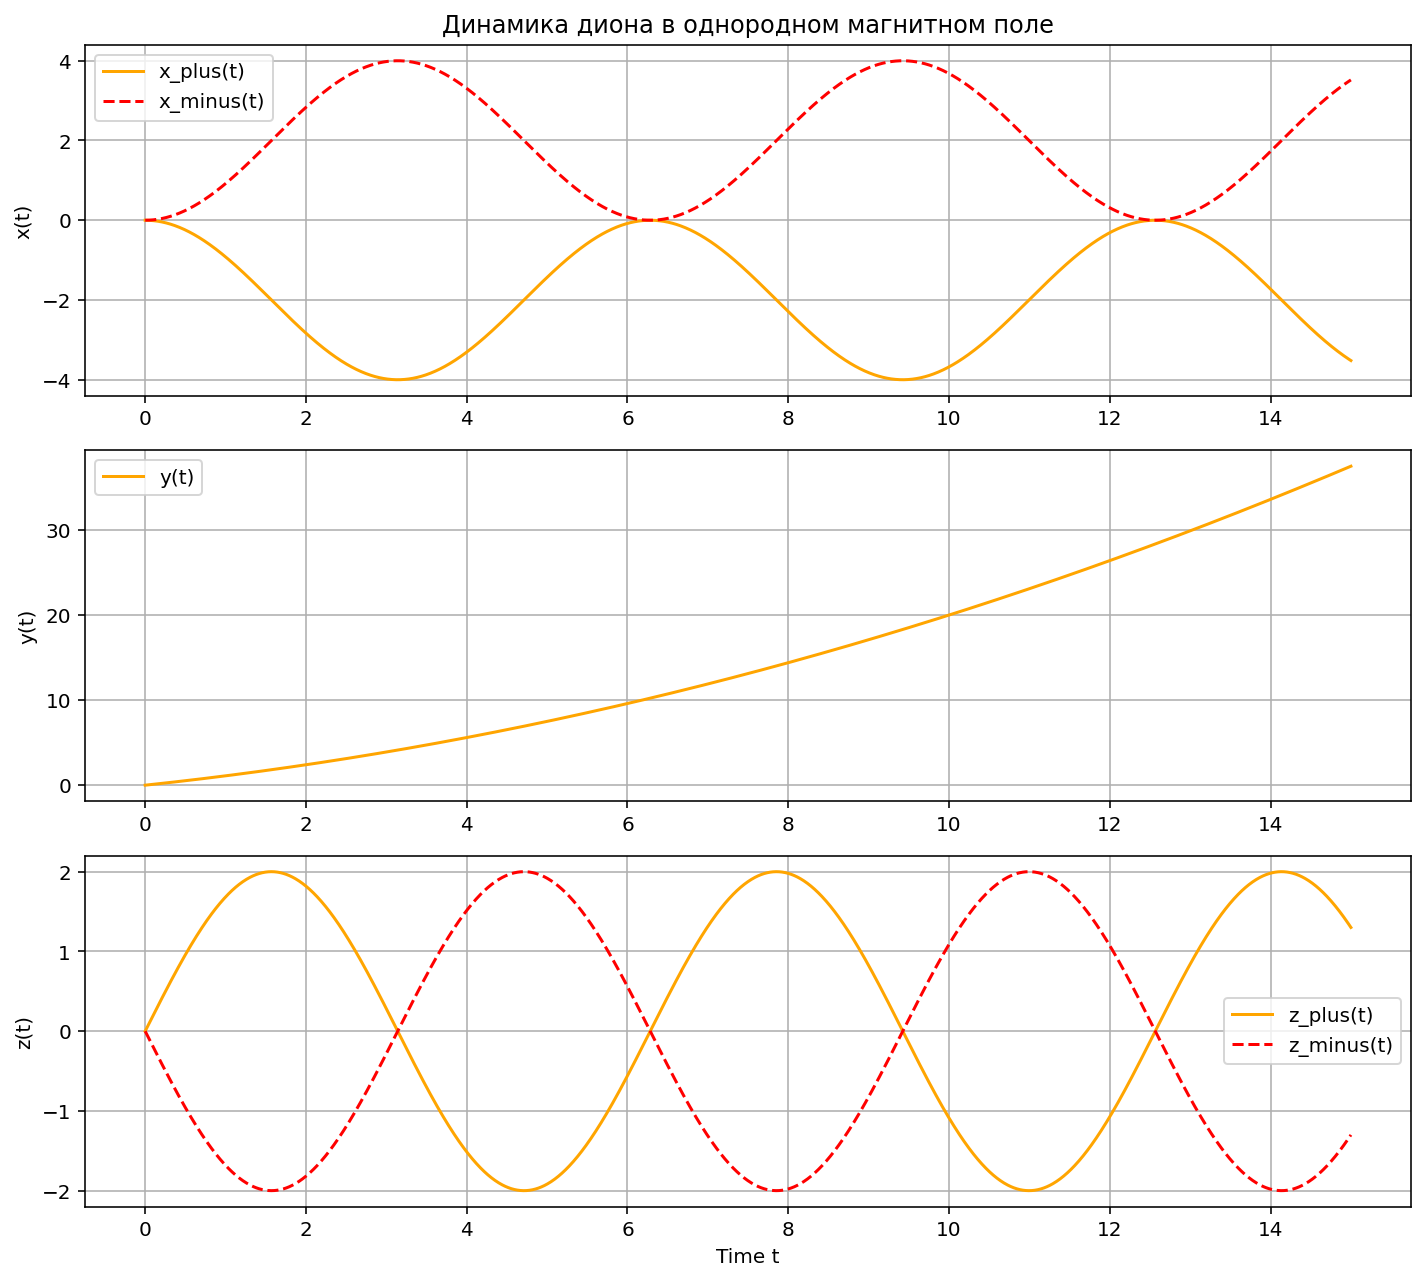 Динамика диона в однородном магнитном поле
x_plus(t)
x_minus(t)
x(t)
4
2
0
−2
−4
0 2 4 6 8 10 12 14
y(t)
y(t)
30
20
10
0
0 2 4 6 8 10 12 14
z_plus(t)
z_minus(t)
z(t)
2
1
0
−1
−2
0 2 4 6 8 10 12 14
Time t